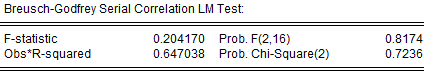 Breusch-Godfrey Serial Correlation LM Test:
F-statistic 0.204170 Prob. F(2,16) 0.8174
Obs*R-squared 0.647038 Prob. Chi-Square(2) 0.7236